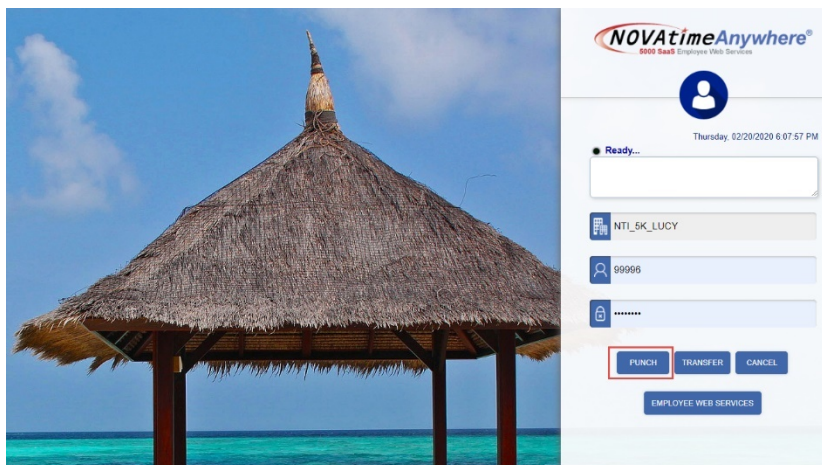 NOVAtimeAnywhere®
5000 SaaS Employee Web Services
Thursday, 02/20/2020 6:07:57 PM
Ready...
NTI_5K_LUCY
99996
••••••••
PUNCH TRANSFER CANCEL
EMPLOYEE WEB SERVICES